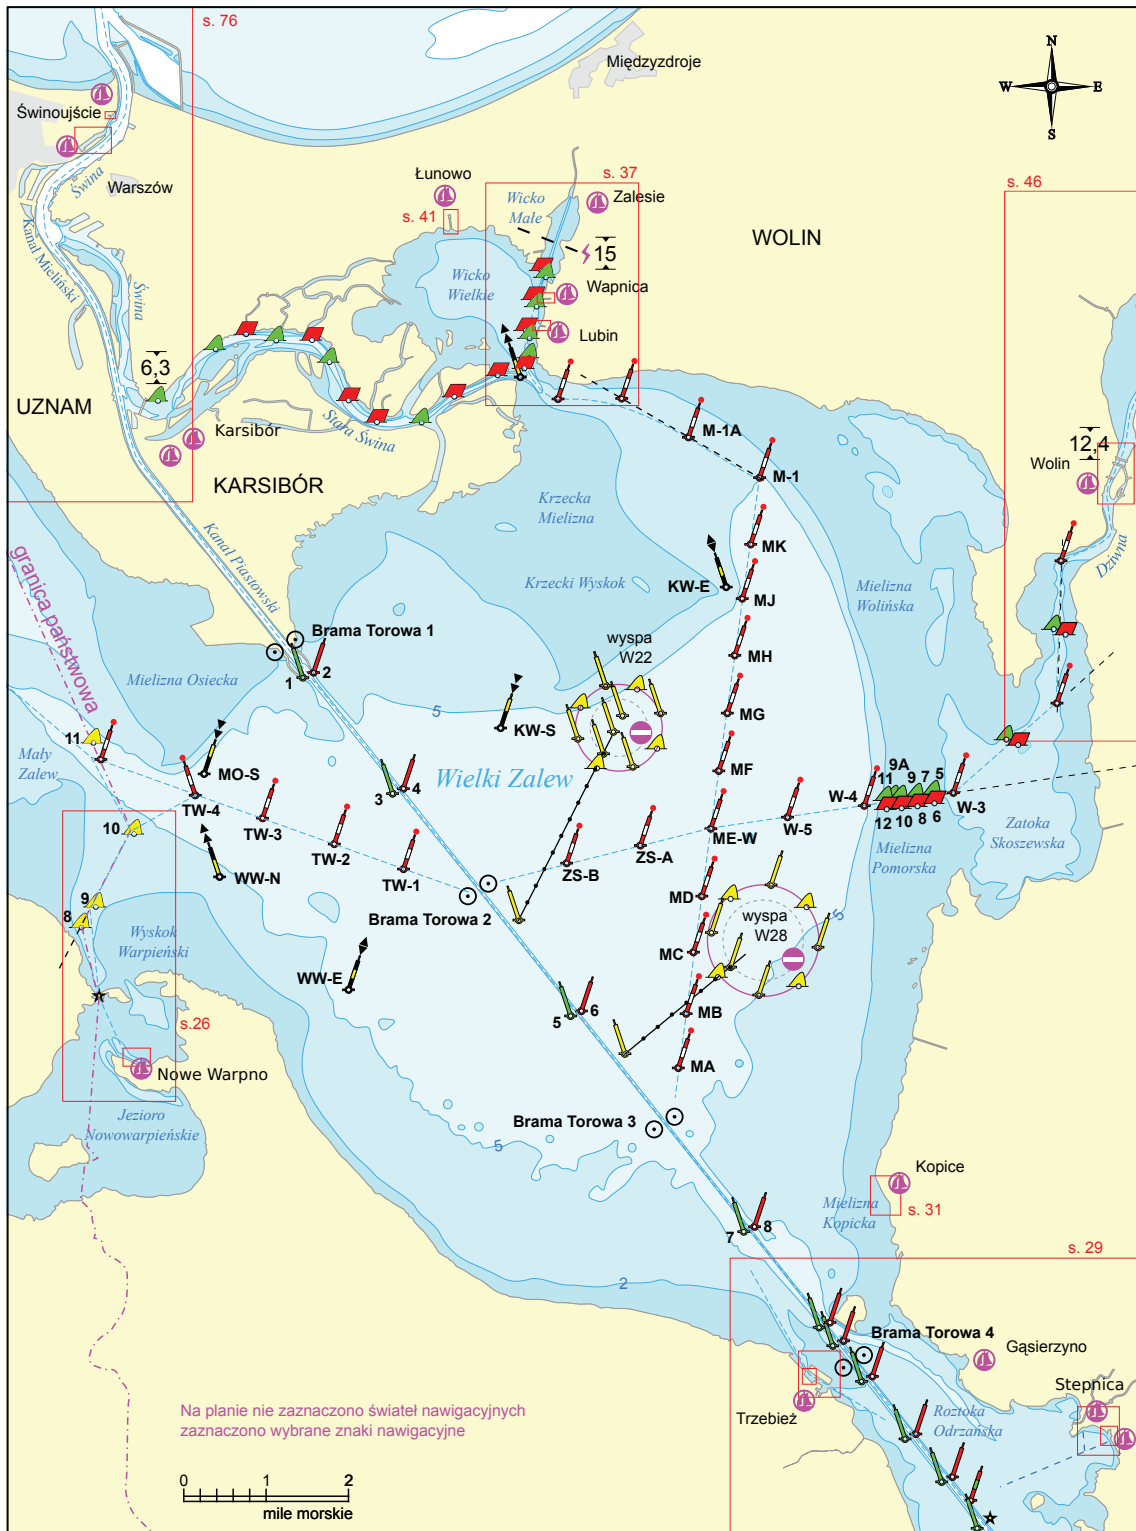 s. 76
Międzyzdroje
N
W
E
S
Świnoujście
Warszów
Świna
Kanał Mieliński
Świna
Łunowo
s. 41
s. 37
Wicko
Małe
Zalesie
s. 46
WOLIN
15
Wicko
Wielkie
Wapnica
Lubin
6,3
UZNAM
Karsibór
Stara Świna
KARSIBÓR
M-1A
M-1
12,4
Wolin
Dźiwna
Krzecka
Mielizna
Krzecki Wyskok
MK
KW-E
MJ
Mielizna
Wolińska
granica państwowa
Kanał Piastowski
Brama Torowa 1
1
2
wyspa
W22
MH
Mielizna Osiecka
5
KW-S
MG
11
Mały
Zalew
MO-S
Wielki Zalew
MF
9A
11
9
7
5
12
10
8
6
TW-4
3
4
W-4
W-3
TW-3
W-5
10
TW-2
ME-W
ZS-A
Mielizna
Pomorska
Zatoka
Skoszewska
WW-N
TW-1
ZS-B
MD
9
8
Brama Torowa 2
wyspa
W28
5
Wyskok
Warpieński
MC
WW-E
s.26
5
6
MB
MA
Nowe Warpno
Jezioro
Nowowarpieńskie
Brama Torowa 3
5
Kopice
Mielizna
Kopicka
s. 31
7
8
2
s. 29
Brama Torowa 4
Gąsierzyno
Stepnica
Trzebież
Roztoka
Odrzańska
Na planie nie zaznaczono świateł nawigacyjnych
zaznaczono wybrane znaki nawigacyjne
0
1
2
mile morskie